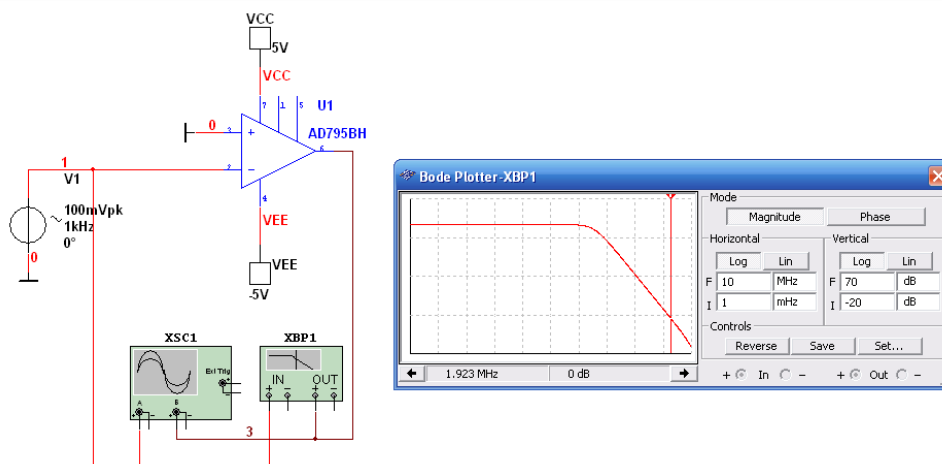 VCC
5V
VCC
7
1
5
U1
AD795BH
0
3
+
6
1
2
−
V1
4
~
100mVpk
1kHz
0°
VEE
0
VEE
-5V
XSC1
Ext Trig
+
−
A
B
+ − + −
XBP1
IN OUT
+ − + −
3
Bode Plotter-XBP1
Mode
Magnitude Phase
Horizontal Vertical
Log Lin Log Lin
F 10 MHz F 70 dB
I 1 mHz I -20 dB
Controls
Reverse Save Set...
1.923 MHz 0 dB
+ In − + Out −